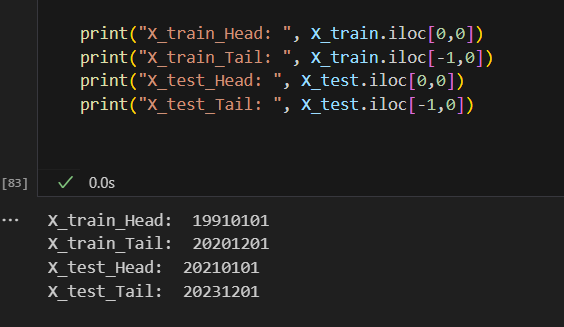 print("X_train_Head: ", X_train.iloc[0,0])
print("X_train_Tail: ", X_train.iloc[-1,0])
print("X_test_Head: ", X_test.iloc[0,0])
print("X_test_Tail: ", X_test.iloc[-1,0])
[83] ✓ 0.0s
... X_train_Head:  19910101
X_train_Tail:  20201201
X_test_Head:  20210101
X_test_Tail:  20231201